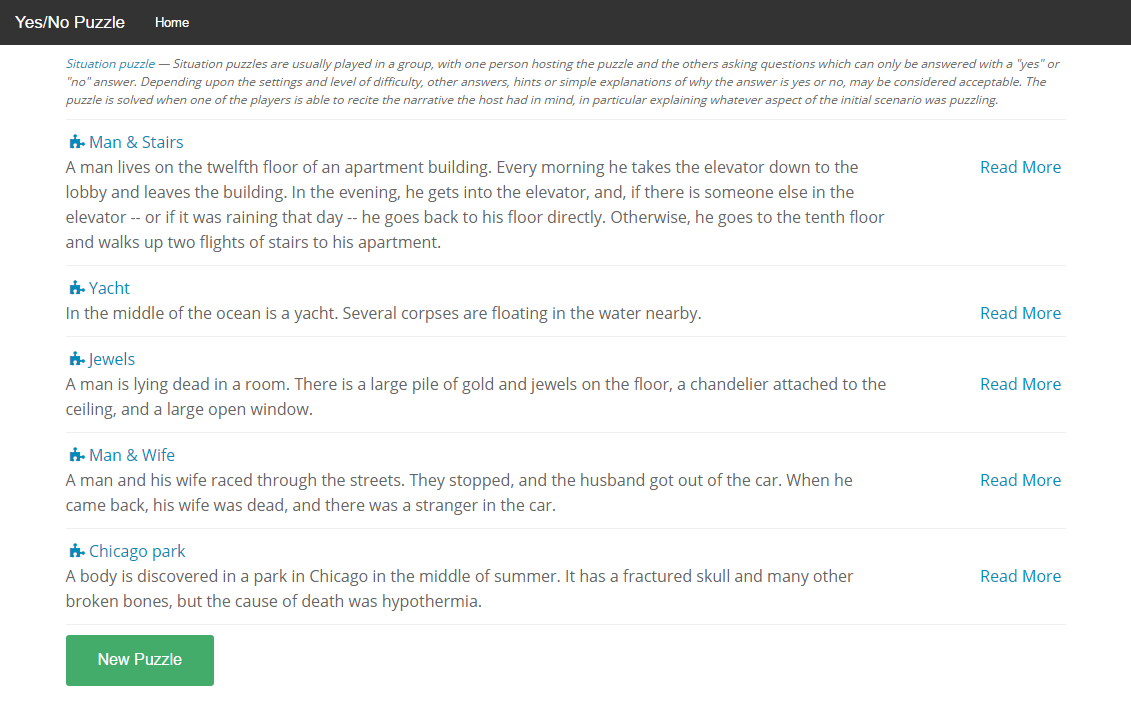 Yes/No Puzzle Home
Situation puzzle — Situation puzzles are usually played in a group, with one person hosting the puzzle and the others asking questions which can only be answered with a "yes" or
"no" answer. Depending upon the settings and level of difficulty, other answers, hints or simple explanations of why the answer is yes or no, may be considered acceptable. The
puzzle is solved when one of the players is able to recite the narrative the host had in mind, in particular explaining whatever aspect of the initial scenario was puzzling.
Man & Stairs
A man lives on the twelfth floor of an apartment building. Every morning he takes the elevator down to the Read More
lobby and leaves the building. In the evening, he gets into the elevator, and, if there is someone else in the
elevator -- or if it was raining that day -- he goes back to his floor directly. Otherwise, he goes to the tenth floor
and walks up two flights of stairs to his apartment.
Yacht
In the middle of the ocean is a yacht. Several corpses are floating in the water nearby. Read More
Jewels
A man is lying dead in a room. There is a large pile of gold and jewels on the floor, a chandelier attached to the Read More
ceiling, and a large open window.
Man & Wife
A man and his wife raced through the streets. They stopped, and the husband got out of the car. When he Read More
came back, his wife was dead, and there was a stranger in the car.
Chicago park
A body is discovered in a park in Chicago in the middle of summer. It has a fractured skull and many other Read More
broken bones, but the cause of death was hypothermia.
New Puzzle